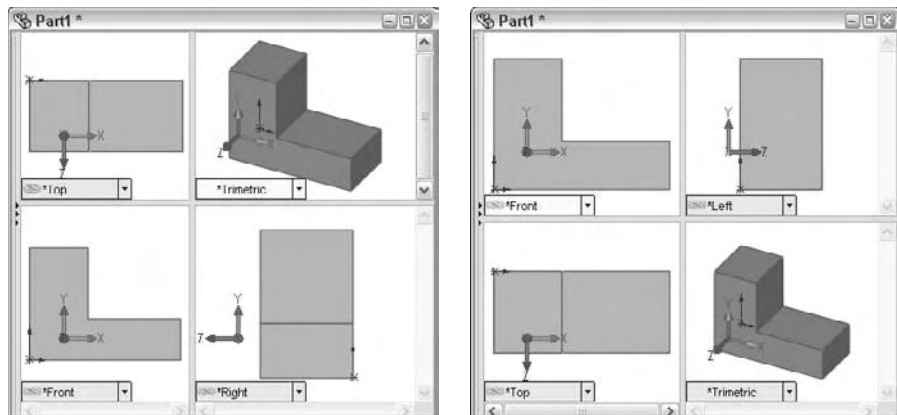 Part1 *
*Top
*Trimetric
*Front
*Right
X
Z
Y
Z
X
Y
X
Y
Z
Part1 *
*Front
*Left
*Top
*Trimetric
Y
X
Y
Z
X
Z
Y
Z
X